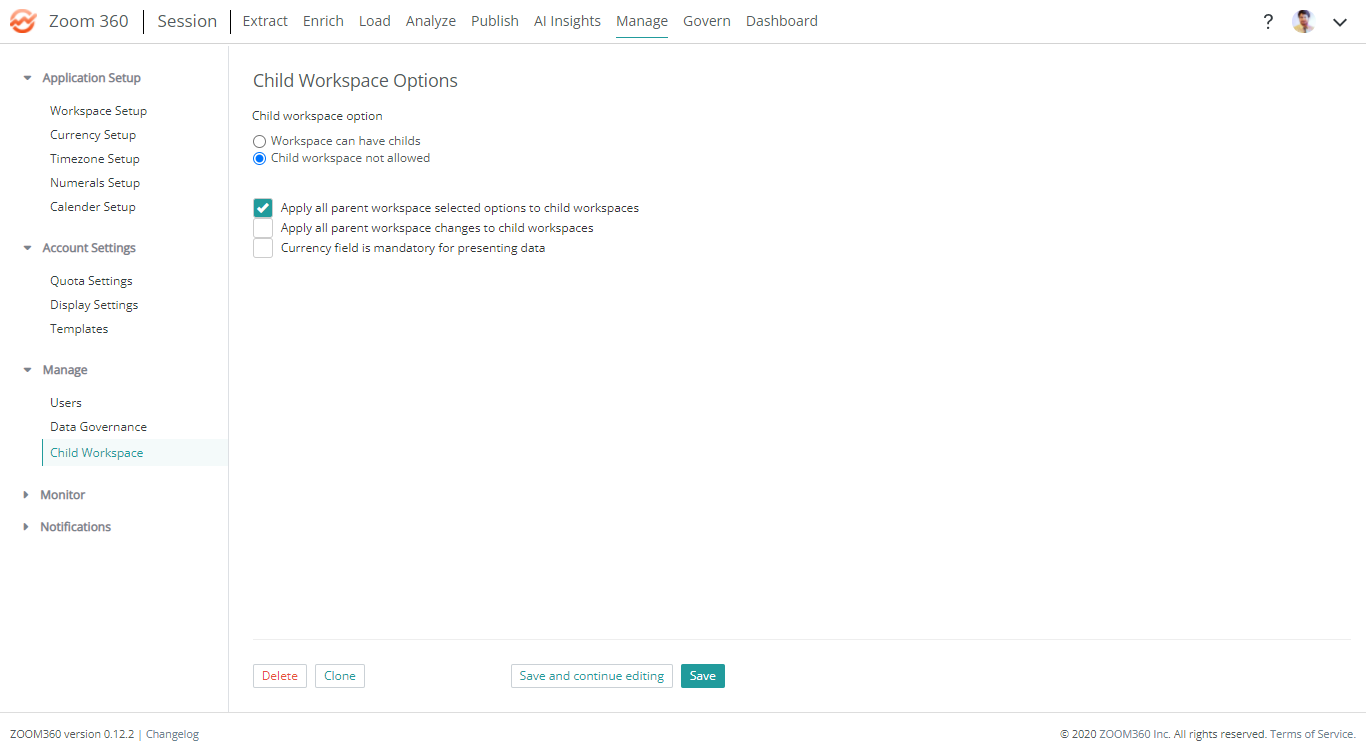 Zoom 360 Session Extract Enrich Load Analyze Publish AI Insights Manage Govern Dashboard ?
Application Setup
Workspace Setup
Currency Setup
Timezone Setup
Numerals Setup
Calender Setup
Account Settings
Quota Settings
Display Settings
Templates
Manage
Users
Data Governance
Child Workspace
Monitor
Notifications
Child Workspace Options
Child workspace option
Workspace can have childs
Child workspace not allowed
Apply all parent workspace selected options to child workspaces
Apply all parent workspace changes to child workspaces
Currency field is mandatory for presenting data
Delete Clone Save and continue editing Save
ZOOM360 version 0.12.2 | Changelog © 2020 ZOOM360 Inc. All rights reserved. Terms of Service.